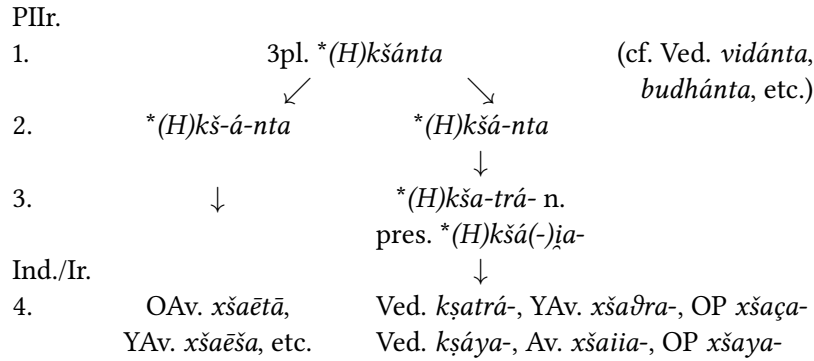 PIIr.
1. 3pl. *(H)kšánta (cf. Ved. vidánta,
↙ ↘ budhánta, etc.)
2. *(H)kš-á-nta *(H)kšá-nta
↓
3. ↓ *(H)kša-trá- n.
pres. *(H)kšá(-)i̯a-
Ind./Ir. ↓
4. OAv. xšaētā, Ved. kṣatrá-, YAv. xšaϑra-, OP xšaça-
YAv. xšaēša, etc. Ved. kṣáya-, Av. xšaiia-, OP xšaya-